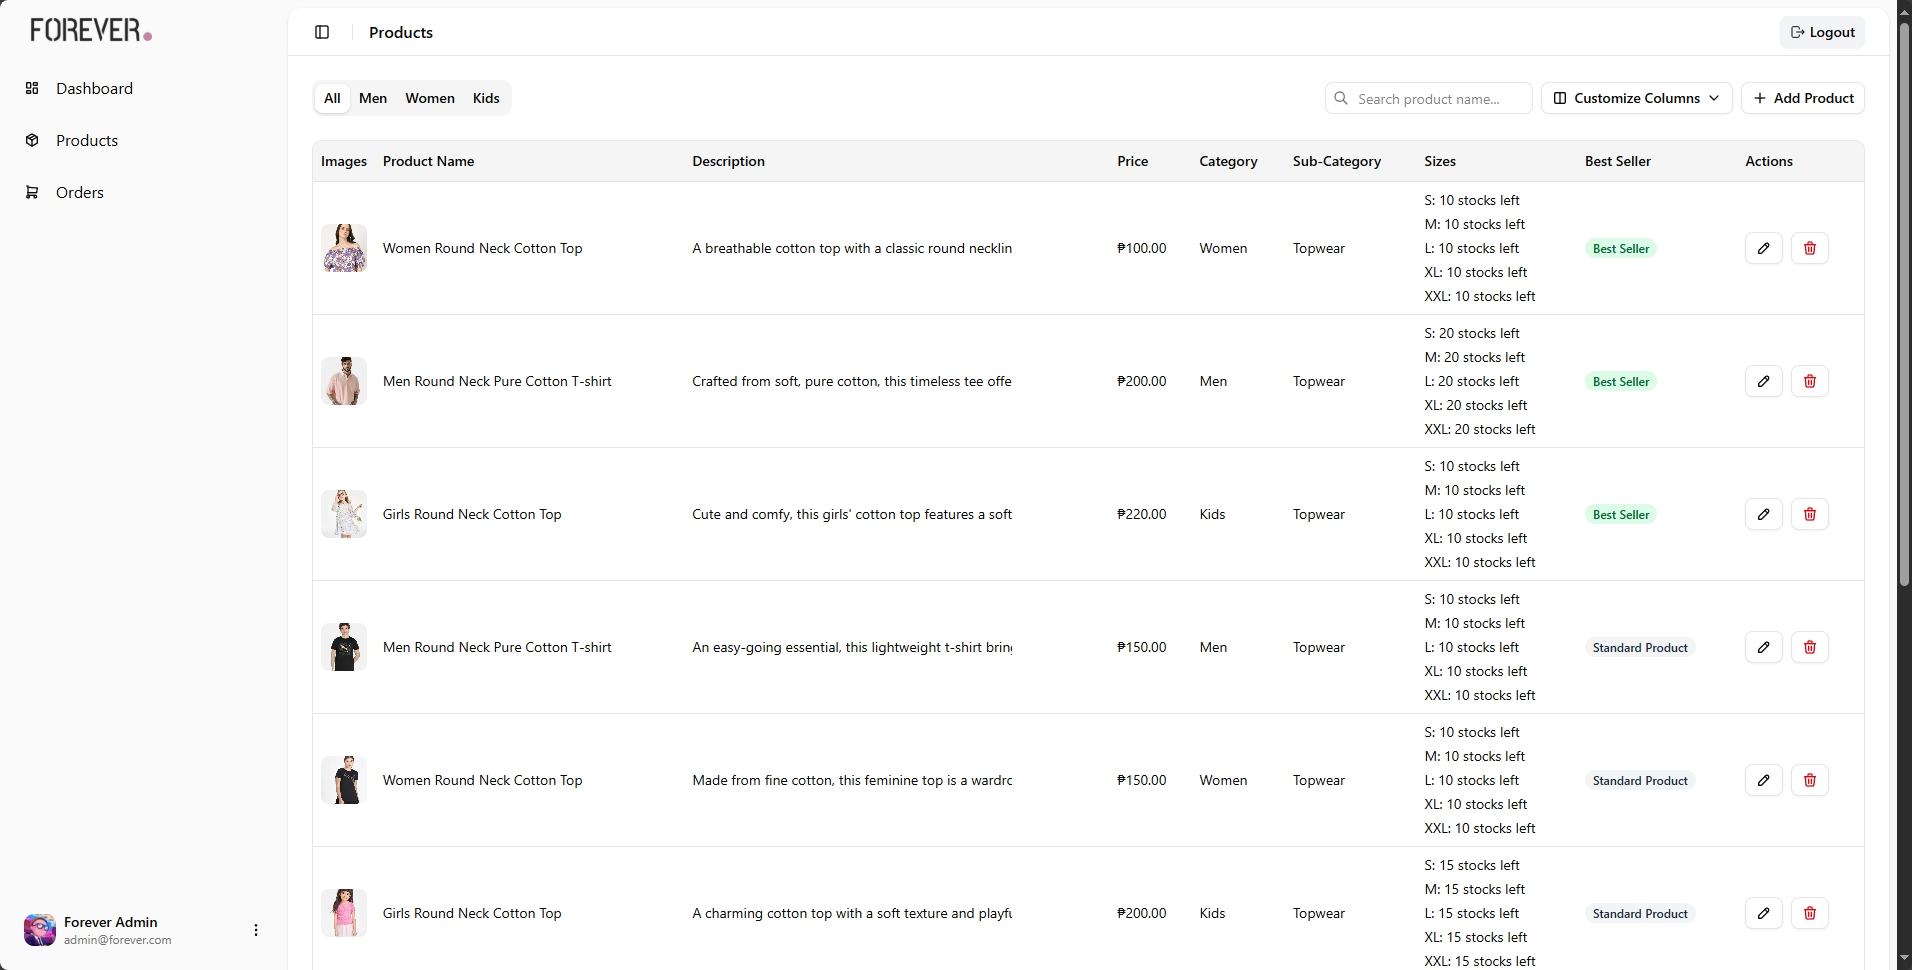 FOREVER.
Dashboard
Products
Orders
Forever Admin
admin@forever.com
Products
Logout
All Men Women Kids
Search product name...
Customize Columns
Add Product
Images Product Name Description Price Category Sub-Category Sizes Best Seller Actions
Women Round Neck Cotton Top
A breathable cotton top with a classic round necklin
₱100.00
Women
Topwear
S: 10 stocks left
M: 10 stocks left
L: 10 stocks left
XL: 10 stocks left
XXL: 10 stocks left
Best Seller
Men Round Neck Pure Cotton T-shirt
Crafted from soft, pure cotton, this timeless tee offe
₱200.00
Men
Topwear
S: 20 stocks left
M: 20 stocks left
L: 20 stocks left
XL: 20 stocks left
XXL: 20 stocks left
Best Seller
Girls Round Neck Cotton Top
Cute and comfy, this girls' cotton top features a soft
₱220.00
Kids
Topwear
S: 10 stocks left
M: 10 stocks left
L: 10 stocks left
XL: 10 stocks left
XXL: 10 stocks left
Best Seller
Men Round Neck Pure Cotton T-shirt
An easy-going essential, this lightweight t-shirt brin
₱150.00
Men
Topwear
S: 10 stocks left
M: 10 stocks left
L: 10 stocks left
XL: 10 stocks left
XXL: 10 stocks left
Standard Product
Women Round Neck Cotton Top
Made from fine cotton, this feminine top is a wardro
₱150.00
Women
Topwear
S: 10 stocks left
M: 10 stocks left
L: 10 stocks left
XL: 10 stocks left
XXL: 10 stocks left
Standard Product
Girls Round Neck Cotton Top
A charming cotton top with a soft texture and playfu
₱200.00
Kids
Topwear
S: 15 stocks left
M: 15 stocks left
L: 15 stocks left
XL: 15 stocks left
XXL: 15 stocks left
Standard Product